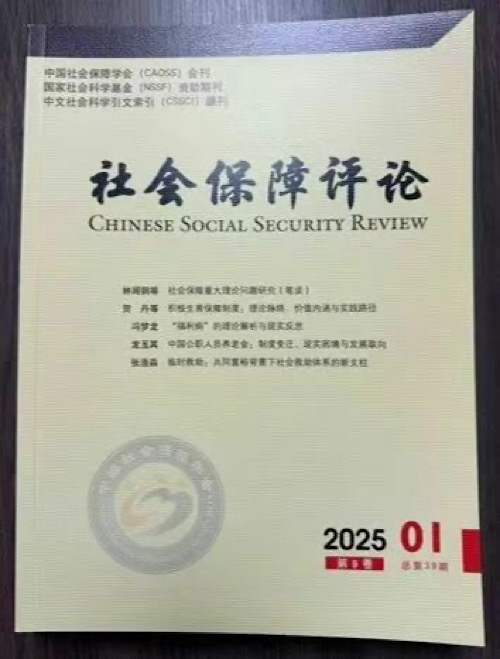 中国社会保障学会（CAOSS）会刊
国家社会科学基金（NSSF）资助期刊
中文社会科学引文索引（CSSCI）源刊
社会保障评论
CHINESE SOCIAL SECURITY REVIEW
林闽钢等 社会保障重大理论问题研究（笔谈）
贺 丹等 积极生育保障制度：理论脉络、价值内涵与实践路径
冯梦龙 “福利病”的理论解析与现实反思
龙玉其 中国公职人员养老金：制度变迁、现实困境与发展取向
张浩淼 临时救助：共同富裕背景下社会救助体系的新支柱
2025 01
第9卷 总第39期